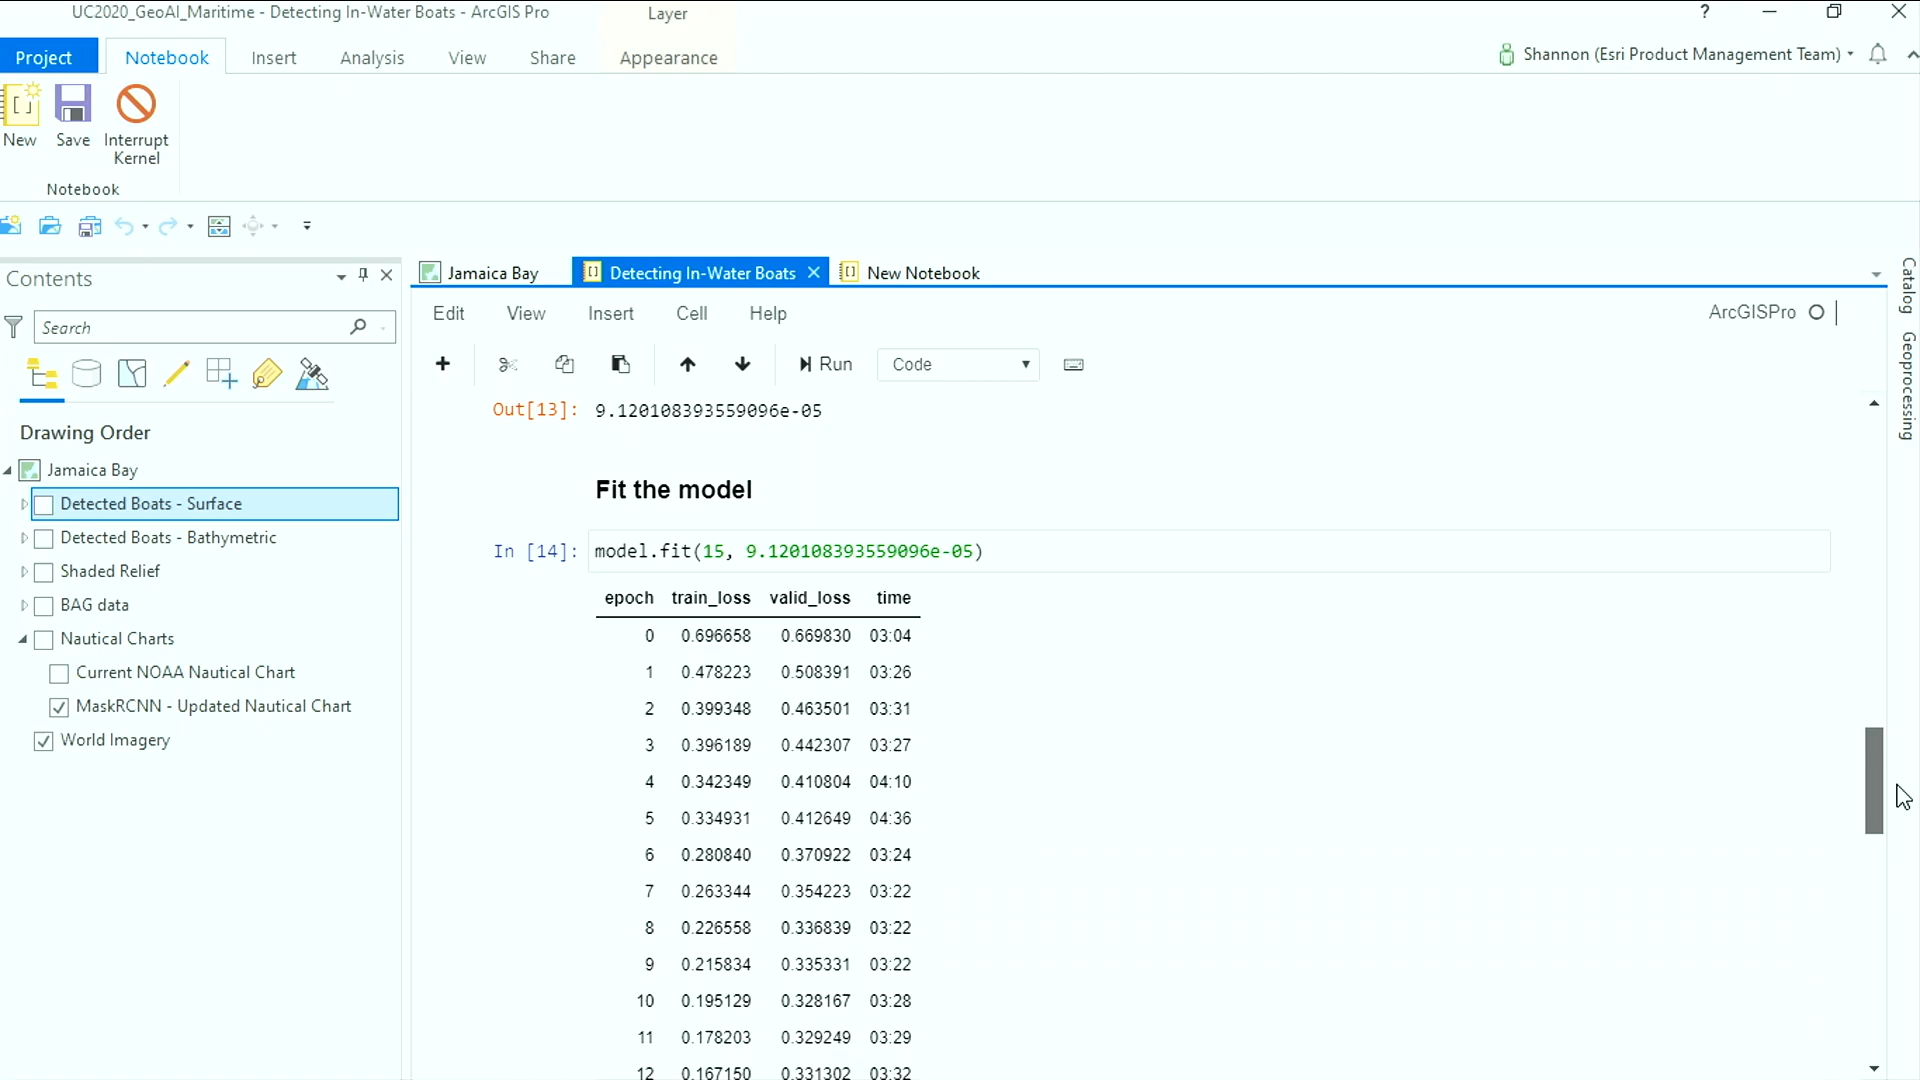 UC2020_GeoAI_Maritime - Detecting In-Water Boats - ArcGIS Pro
Layer
?
Project
Notebook
Insert
Analysis
View
Share
Appearance
Shannon (Esri Product Management Team)
New
Save
Interrupt
Kernel
Notebook
Contents
Search
Drawing Order
Jamaica Bay
Detected Boats - Surface
Detected Boats - Bathymetric
Shaded Relief
BAG data
Nautical Charts
Current NOAA Nautical Chart
MaskRCNN - Updated Nautical Chart
World Imagery
Jamaica Bay
Detecting In-Water Boats
New Notebook
Edit
View
Insert
Cell
Help
ArcGISPro
Run
Code
Out[13]: 9.120108393559096e-05
Fit the model
In [14]: model.fit(15, 9.120108393559096e-05)
epoch train_loss valid_loss time
0 0.696658 0.669830 03:04
1 0.478223 0.508391 03:26
2 0.399348 0.463501 03:31
3 0.396189 0.442307 03:27
4 0.342349 0.410804 04:10
5 0.334931 0.412649 04:36
6 0.280840 0.370922 03:24
7 0.263344 0.354223 03:22
8 0.226558 0.336839 03:22
9 0.215834 0.335331 03:22
10 0.195129 0.328167 03:28
11 0.178203 0.329249 03:29
12 0.167150 0.331302 03:32
Catalog
Geoprocessing